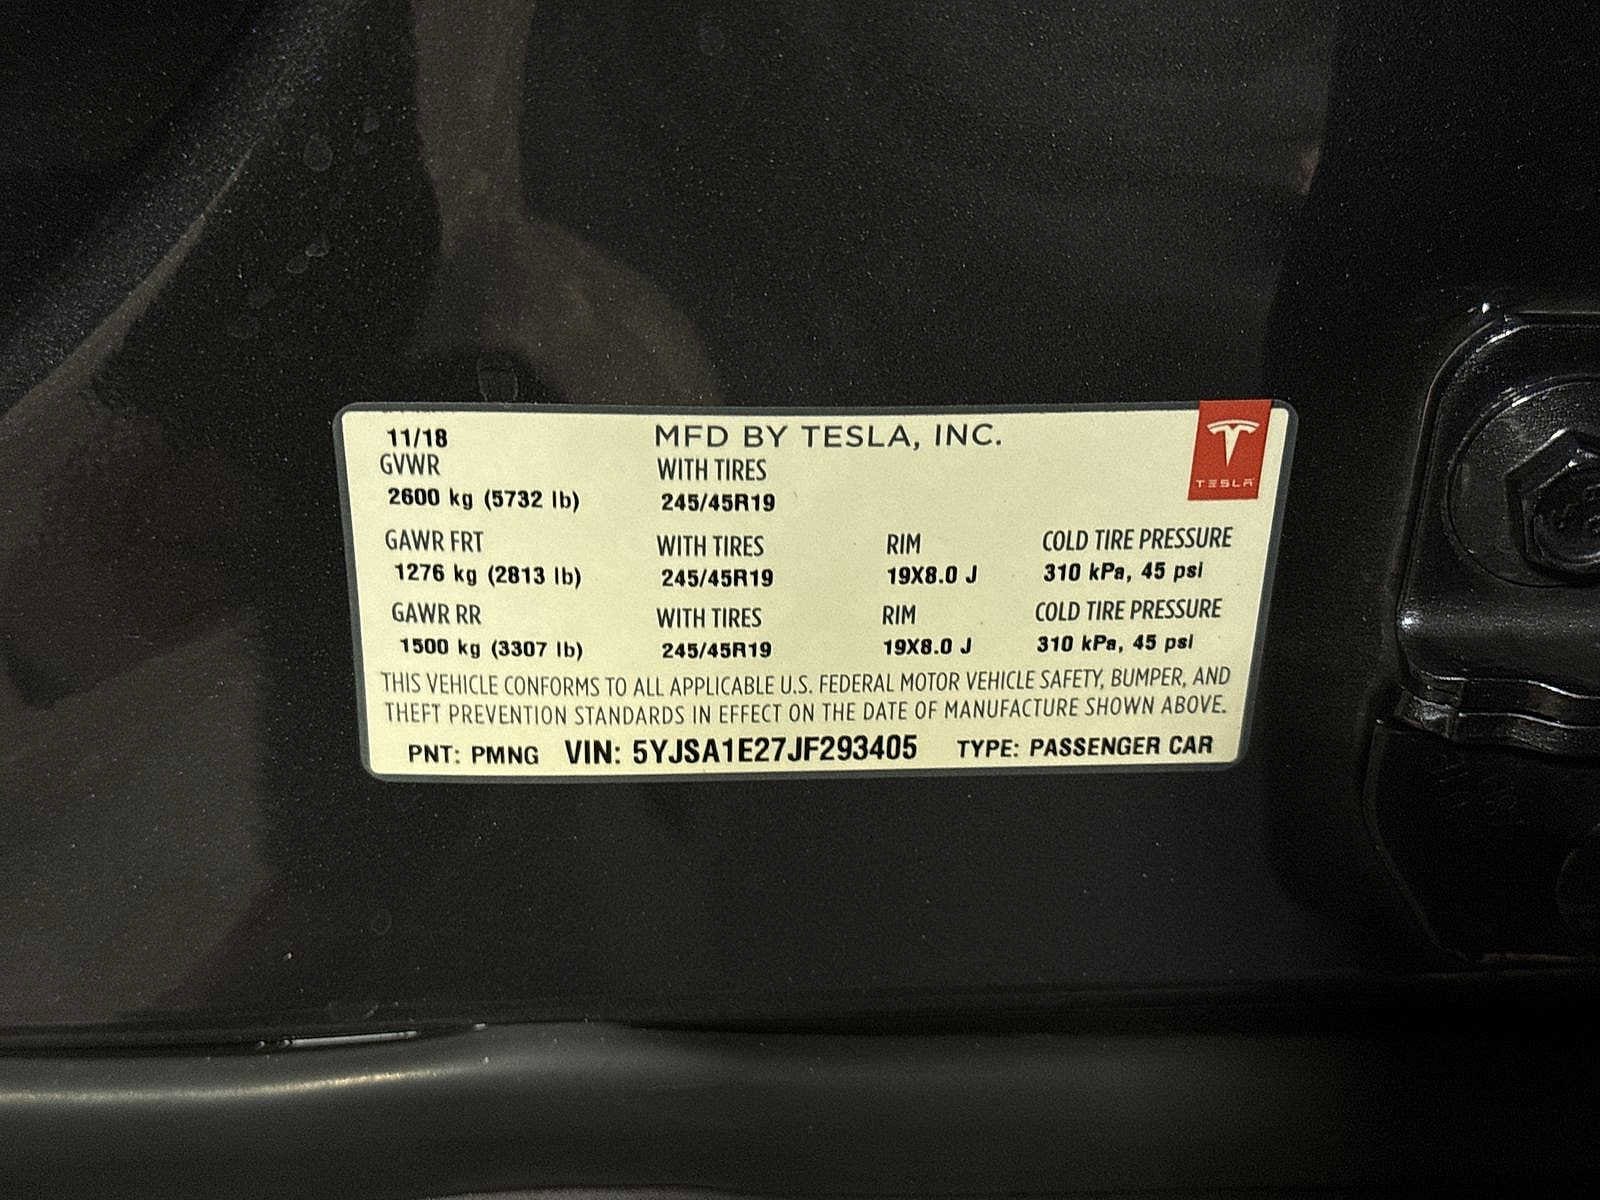 11/18 MFD BY TESLA, INC.
GVWR WITH TIRES
2600 kg (5732 lb) 245/45R19
TESLA
GAWR FRT WITH TIRES RIM COLD TIRE PRESSURE
1276 kg (2813 lb) 245/45R19 19X8.0 J 310 kPa, 45 psi
GAWR RR WITH TIRES RIM COLD TIRE PRESSURE
1500 kg (3307 lb) 245/45R19 19X8.0 J 310 kPa, 45 psi
THIS VEHICLE CONFORMS TO ALL APPLICABLE U.S. FEDERAL MOTOR VEHICLE SAFETY, BUMPER, AND
THEFT PREVENTION STANDARDS IN EFFECT ON THE DATE OF MANUFACTURE SHOWN ABOVE.
PNT: PMNG VIN: 5YJSA1E27JF293405 TYPE: PASSENGER CAR